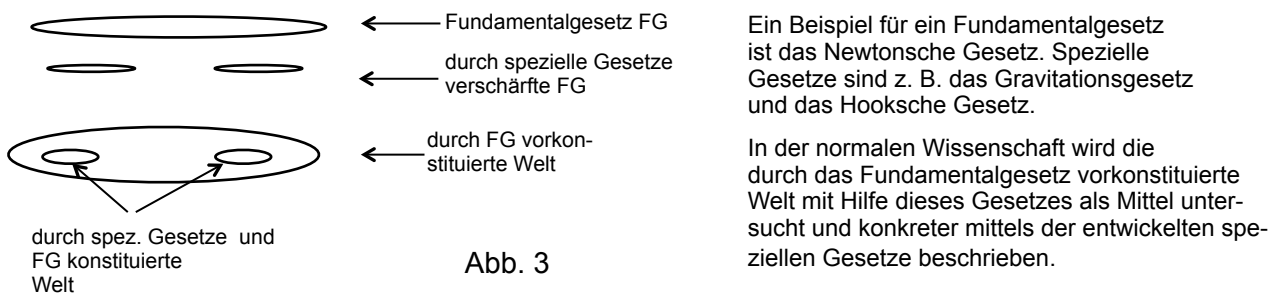 Fundamentalgesetz FG
durch spezielle Gesetze
verschärfte FG
durch FG vorkon-
stituierte Welt
durch spez. Gesetze und
FG konstituierte
Welt
Abb. 3
Ein Beispiel für ein Fundamentalgesetz
ist das Newtonsche Gesetz. Spezielle
Gesetze sind z. B. das Gravitationsgesetz
und das Hooksche Gesetz.
In der normalen Wissenschaft wird die
durch das Fundamentalgesetz vorkonstituierte
Welt mit Hilfe dieses Gesetzes als Mittel unter-
sucht und konkreter mittels der entwickelten spe-
ziellen Gesetze beschrieben.